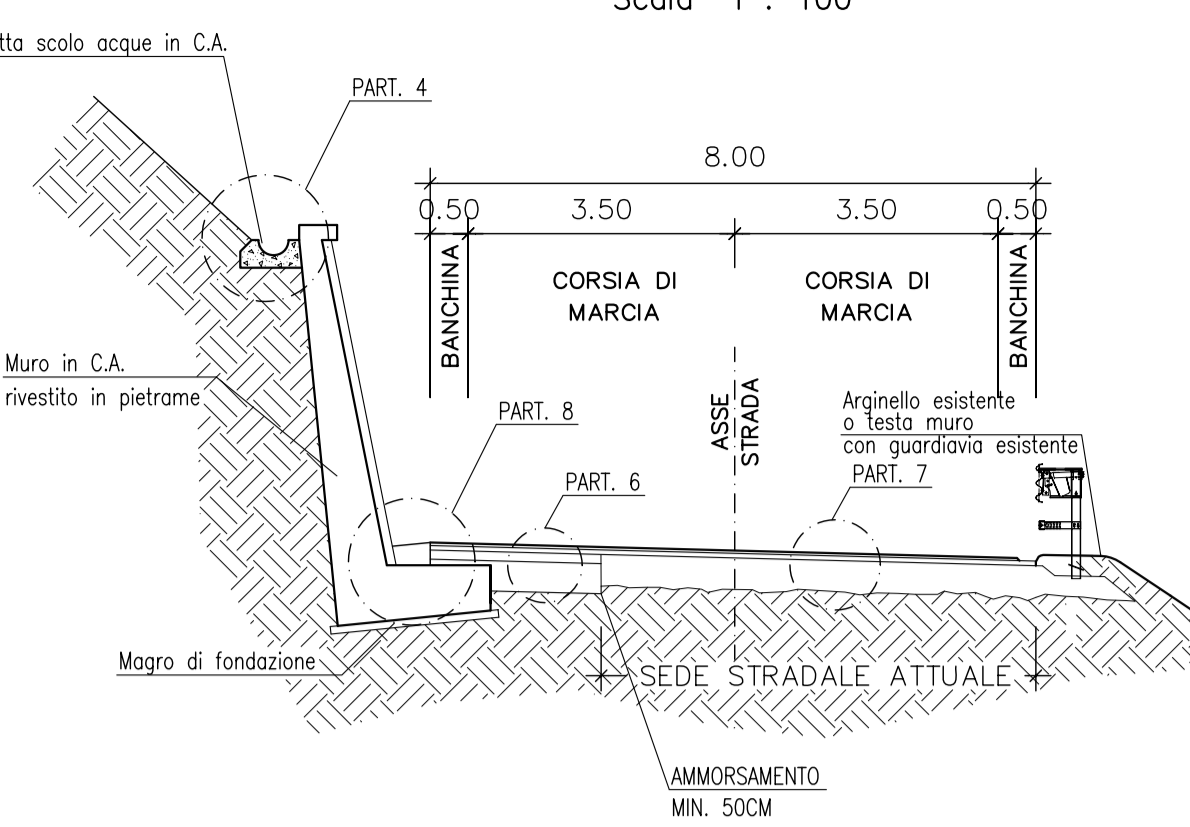 Scala 1 : 100
scolo acque in C.A.
PART. 4
8.00
0.50 3.50 3.50 0.50
BANCHINA
CORSIA DI
MARCIA
CORSIA DI
MARCIA
BANCHINA
Muro in C.A.
rivestito in pietrame
PART. 8
ASSE
STRADA
Arginello esistente
o testa muro
con guardiavia esistente
PART. 6
PART. 7
Magro di fondazione
SEDE STRADALE ATTUALE
AMMORSAMENTO
MIN. 50CM